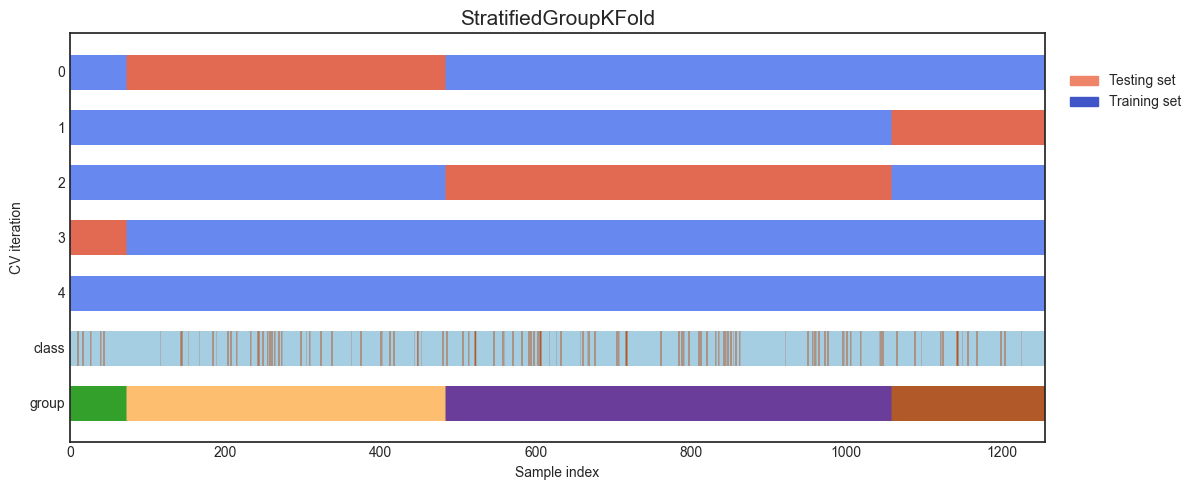 StratifiedGroupKFold
0
1
2
3
4
class
group
CV iteration
0 200 400 600 800 1000 1200
Sample index
Testing set
Training set